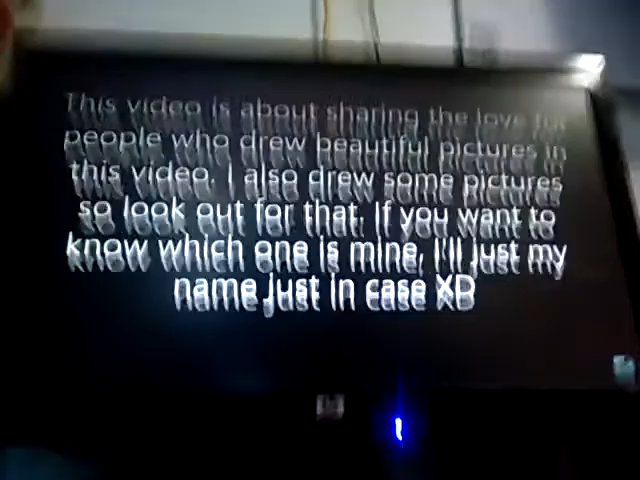 This video is about sharing the love for
people who drew beautiful pictures in
this video. I also drew some pictures
so look out for that. If you want to
know which one is mine, I'll just my
name just in case XD